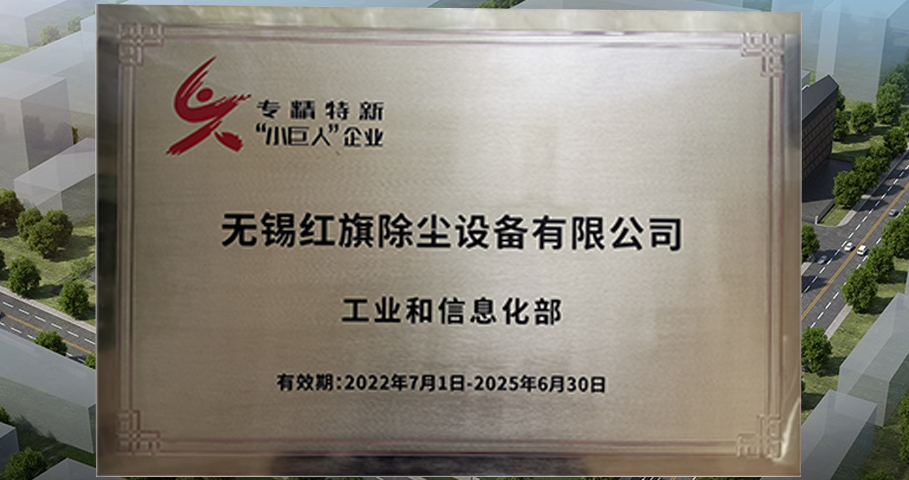 专精特新
“小巨人”企业
无锡红旗除尘设备有限公司
工业和信息化部
有效期:2022年7月1日-2025年6月30日